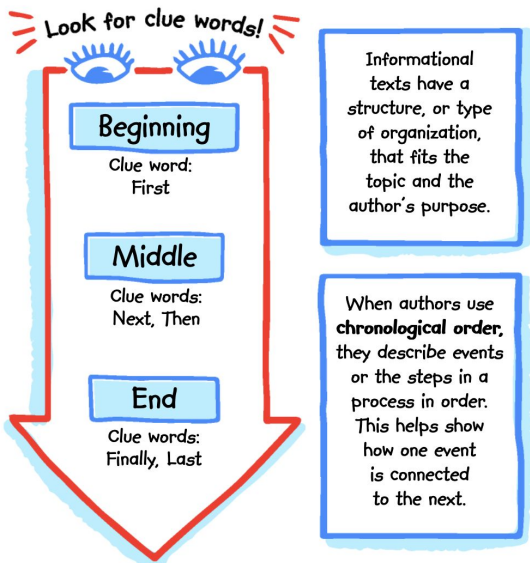 Look for clue words!
Beginning
Clue word:
First
Middle
Clue words:
Next, Then
End
Clue words:
Finally, Last
Informational
texts have a
structure, or type
of organization,
that fits the
topic and the
author's purpose.
When authors use
chronological order,
they describe events
or the steps in a
process in order.
This helps show
how one event
is connected
to the next.